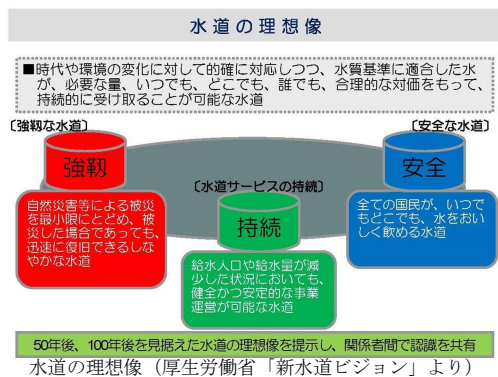 水道の理想像
■時代や環境の変化に対して的確に対応しつつ、水質基準に適合した水
が、必要な量、いつでも、どこでも、誰でも、合理的な対価をもって、
持続的に受け取ることが可能な水道
〔強靱な水道〕
〔安全な水道〕
強靱
〔水道サービスの持続〕
安全
自然災害等による被災
を最小限にとどめ、被
災した場合であっても、
迅速に復旧できるしな
やかな水道
持続
給水人口や給水量が減
少した状況においても、
健全かつ安定的な事業
運営が可能な水道
全ての国民が、いつで
もどこでも、水をおい
しく飲める水道
50年後、100年後を見据えた水道の理想像を提示し、関係者間で認識を共有
水道の理想像（厚生労働省「新水道ビジョン」より）